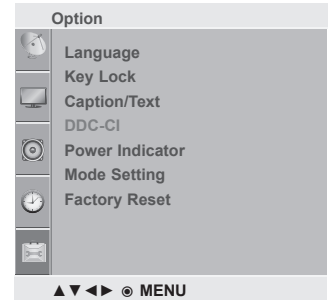 Option
Language
Key Lock
Caption/Text
DDC-CI
Power Indicator
Mode Setting
Factory Reset
▲▼◄► ◉ MENU